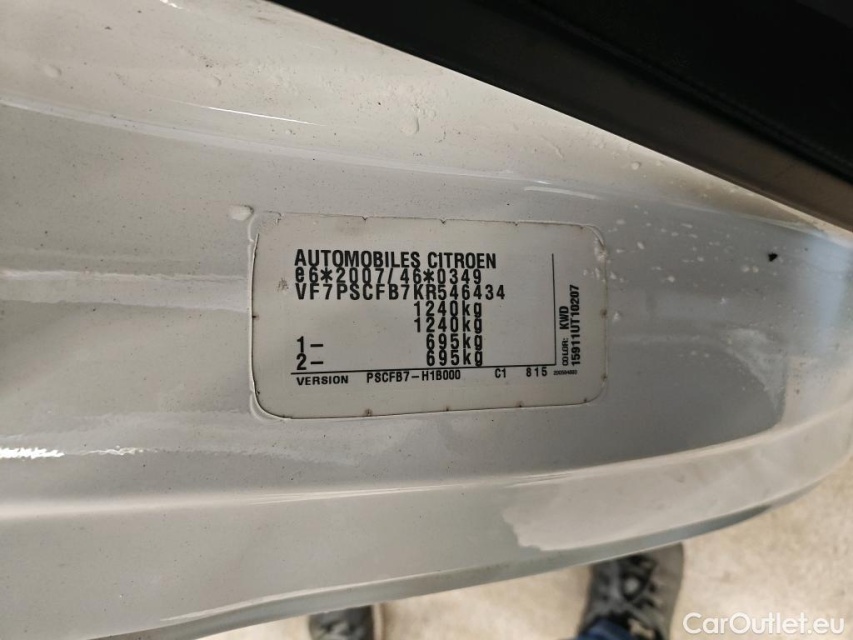 AUTOMOBILES CITROEN
e6*2007/46*0349
VF7PSCFB7KR546434
1240kg
1240kg
1- 695kg
2- 695kg
VERSION PSCFB7-H1B000 C1 815
COLOR: KWD
15911UT10207
CarOutlet.eu